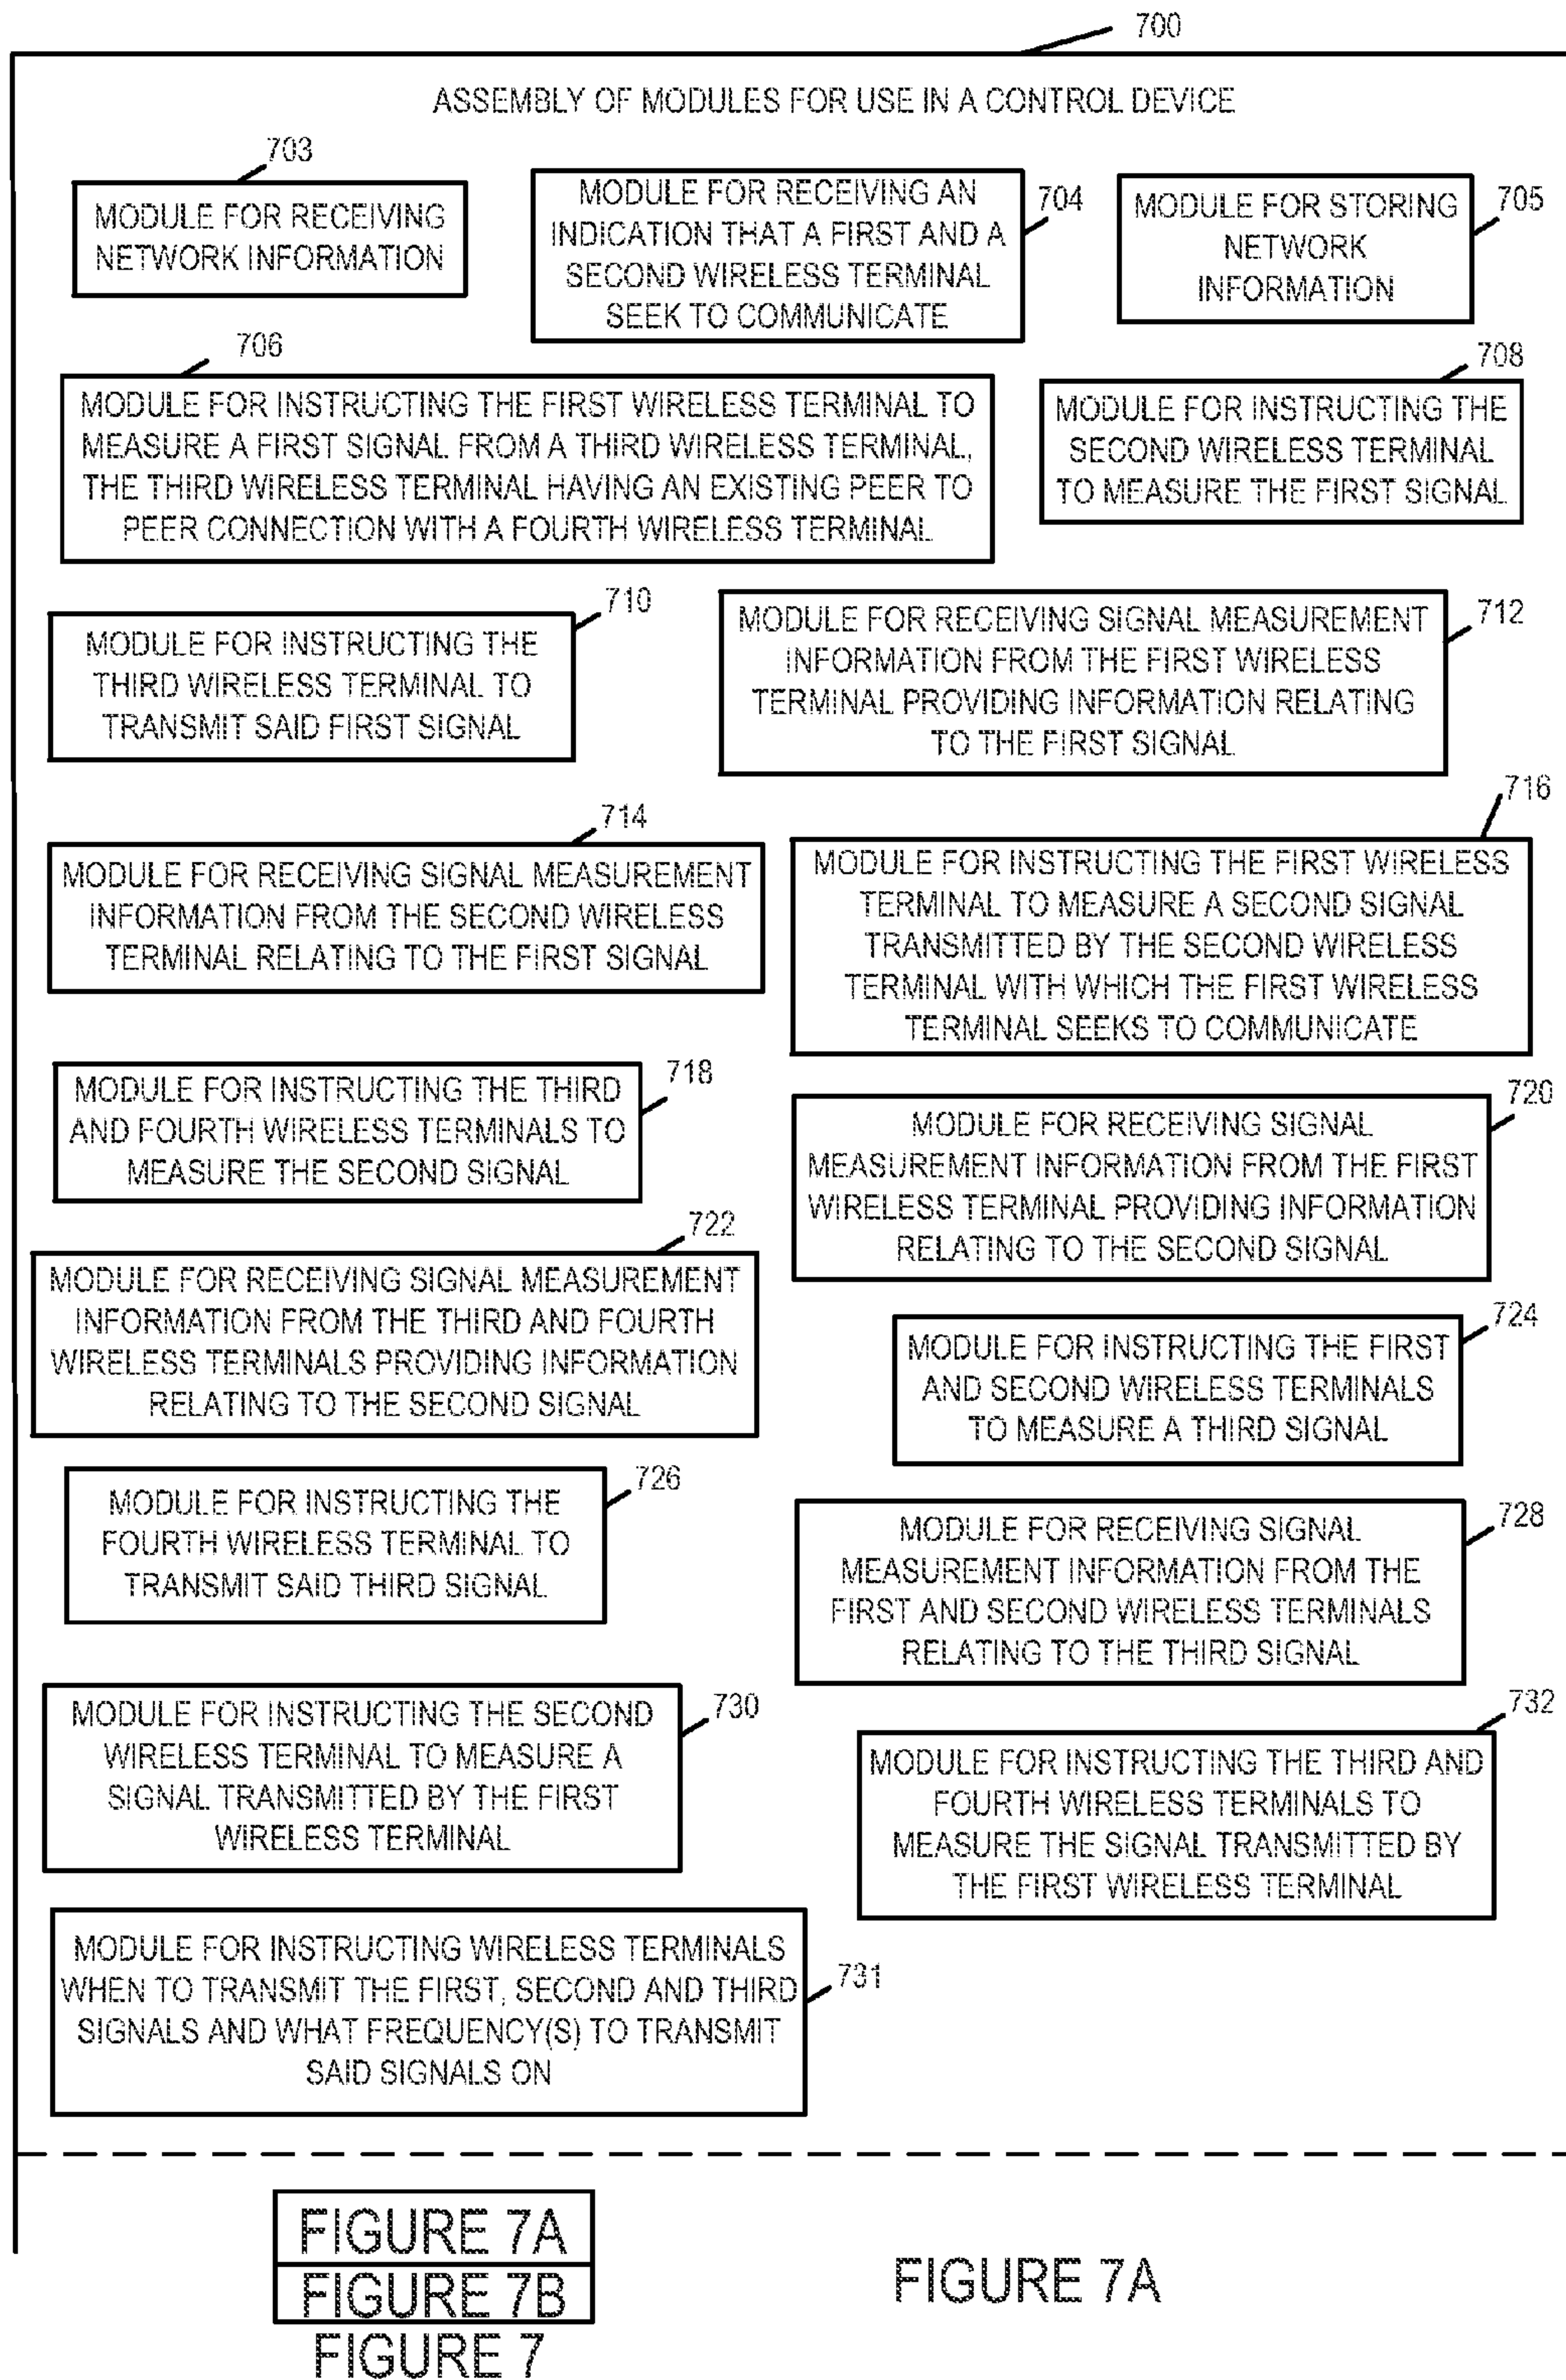 700
ASSEMBLY OF MODULES FOR USE IN A CONTROL DEVICE
703
MODULE FOR RECEIVING
NETWORK INFORMATION
MODULE FOR RECEIVING AN
INDICATION THAT A FIRST AND A
SECOND WIRELESS TERMINAL
SEEK TO COMMUNICATE
704
MODULE FOR STORING
NETWORK
INFORMATION
705
706
MODULE FOR INSTRUCTING THE FIRST WIRELESS TERMINAL TO
MEASURE A FIRST SIGNAL FROM A THIRD WIRELESS TERMINAL,
THE THIRD WIRELESS TERMINAL HAVING AN EXISTING PEER TO
PEER CONNECTION WITH A FOURTH WIRELESS TERMINAL
708
MODULE FOR INSTRUCTING THE
SECOND WIRELESS TERMINAL
TO MEASURE THE FIRST SIGNAL
710
MODULE FOR INSTRUCTING THE
THIRD WIRELESS TERMINAL TO
TRANSMIT SAID FIRST SIGNAL
MODULE FOR RECEIVING SIGNAL MEASUREMENT
INFORMATION FROM THE FIRST WIRELESS
TERMINAL PROVIDING INFORMATION RELATING
TO THE FIRST SIGNAL
712
714
MODULE FOR RECEIVING SIGNAL MEASUREMENT
INFORMATION FROM THE SECOND WIRELESS
TERMINAL RELATING TO THE FIRST SIGNAL
716
MODULE FOR INSTRUCTING THE FIRST WIRELESS
TERMINAL TO MEASURE A SECOND SIGNAL
TRANSMITTED BY THE SECOND WIRELESS
TERMINAL WITH WHICH THE FIRST WIRELESS
TERMINAL SEEKS TO COMMUNICATE
718
MODULE FOR INSTRUCTING THE THIRD
AND FOURTH WIRELESS TERMINALS TO
MEASURE THE SECOND SIGNAL
720
MODULE FOR RECEIVING SIGNAL
MEASUREMENT INFORMATION FROM THE FIRST
WIRELESS TERMINAL PROVIDING INFORMATION
RELATING TO THE SECOND SIGNAL
722
MODULE FOR RECEIVING SIGNAL MEASUREMENT
INFORMATION FROM THE THIRD AND FOURTH
WIRELESS TERMINALS PROVIDING INFORMATION
RELATING TO THE SECOND SIGNAL
724
MODULE FOR INSTRUCTING THE FIRST
AND SECOND WIRELESS TERMINALS
TO MEASURE A THIRD SIGNAL
726
MODULE FOR INSTRUCTING THE
FOURTH WIRELESS TERMINAL TO
TRANSMIT SAID THIRD SIGNAL
728
MODULE FOR RECEIVING SIGNAL
MEASUREMENT INFORMATION FROM THE
FIRST AND SECOND WIRELESS TERMINALS
RELATING TO THE THIRD SIGNAL
730
MODULE FOR INSTRUCTING THE SECOND
WIRELESS TERMINAL TO MEASURE A
SIGNAL TRANSMITTED BY THE FIRST
WIRELESS TERMINAL
732
MODULE FOR INSTRUCTING THE THIRD AND
FOURTH WIRELESS TERMINALS TO
MEASURE THE SIGNAL TRANSMITTED BY
THE FIRST WIRELESS TERMINAL
MODULE FOR INSTRUCTING WIRELESS TERMINALS
WHEN TO TRANSMIT THE FIRST, SECOND AND THIRD
SIGNALS AND WHAT FREQUENCY(S) TO TRANSMIT
SAID SIGNALS ON
731
FIGURE 7A
FIGURE 7B
FIGURE 7
FIGURE 7A